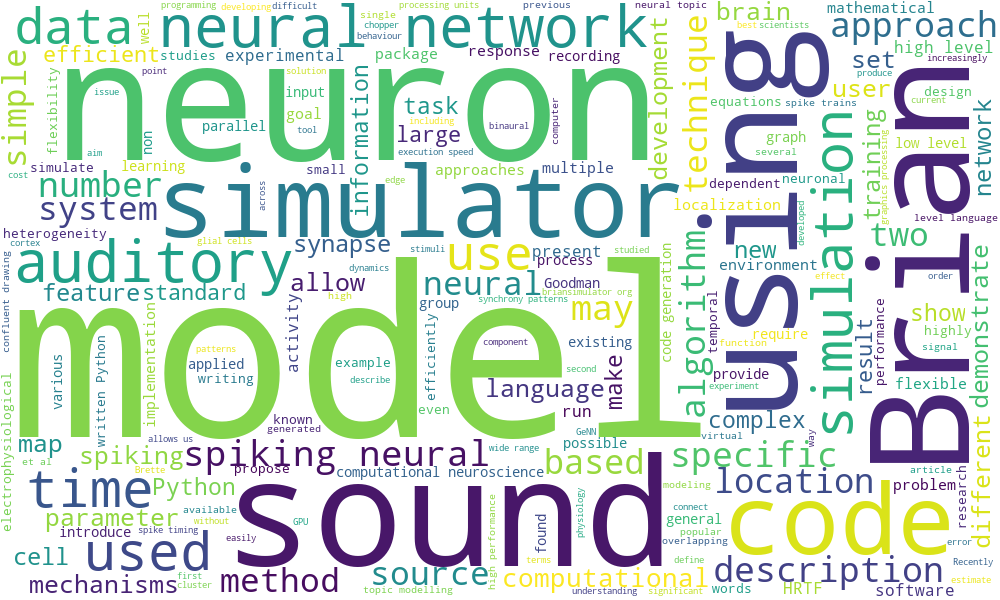 programming
developing
difficult
processing units
previous
neural topic
brain
mathematical
data
well
neural
network
chopper
single
behaviour
best
scientists
approach
efficient
studies
experimental
package
response
recording
high level
increasingly
simple
flexibility
neuron
point
issue
solution
input
goal
tool
parallel
information
task
including
large
binaural
computer
execution speed
development
technique
using
set
produce
user
design
current
equations
spike trains
graph
several
training
graphics processing
low level
Brian
network
non
aim
cost
simulate
learning
small
across
edge
approaches
multiple
dependent
neuronal
localization
simulation
number
system
simulator
level language
heterogeneity
cortex
glial cells
synapse
stimuli
use
present
studied
process
algorithm
new
environment
developed
two
effect
order
auditory
confluent drawing
feature
standard
allow
dynamics
high
neural
group
briansimulator org
synchrony patterns
Goodman
may
code generation
temporal
require
function
show
highly
signal
demonstrate
model
various
written Python
implementation
patterns
applied
writing
activity
example
describe
efficiently
component
existing
second
language
make
provide
experiment
result
performance
flexible
even
known
generated
run
GeNN
possible
complex
virtual
way
different
electrophysiological
map
et al
allows us
spiking
Brette
spiking neural
propose
wide range
computational neuroscience
based
specific
modeling
location
article
problem
research
time
Python
available
without
parameter
introduce
spike timing
GPU
easily
sound
high performance
found
physiology
connect
general
popular
overlapping
define
code
error
Recently
cell
used
mechanisms
first
cluster
method
source
topic modelling
terms
computational
understanding
significant
words
description
HRTF
software
estimate